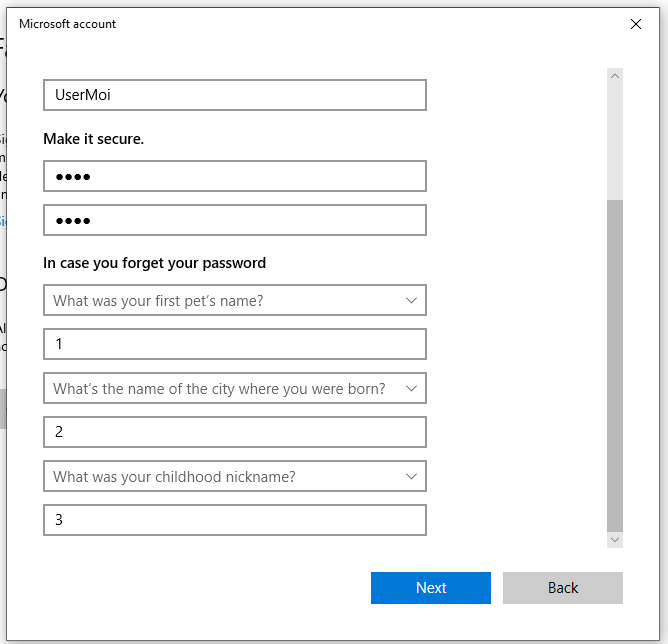 Microsoft account
UserMoi
Make it secure.
●●●●
●●●●
In case you forget your password
What was your first pet's name?
1
What's the name of the city where you were born?
2
What was your childhood nickname?
3
Next
Back